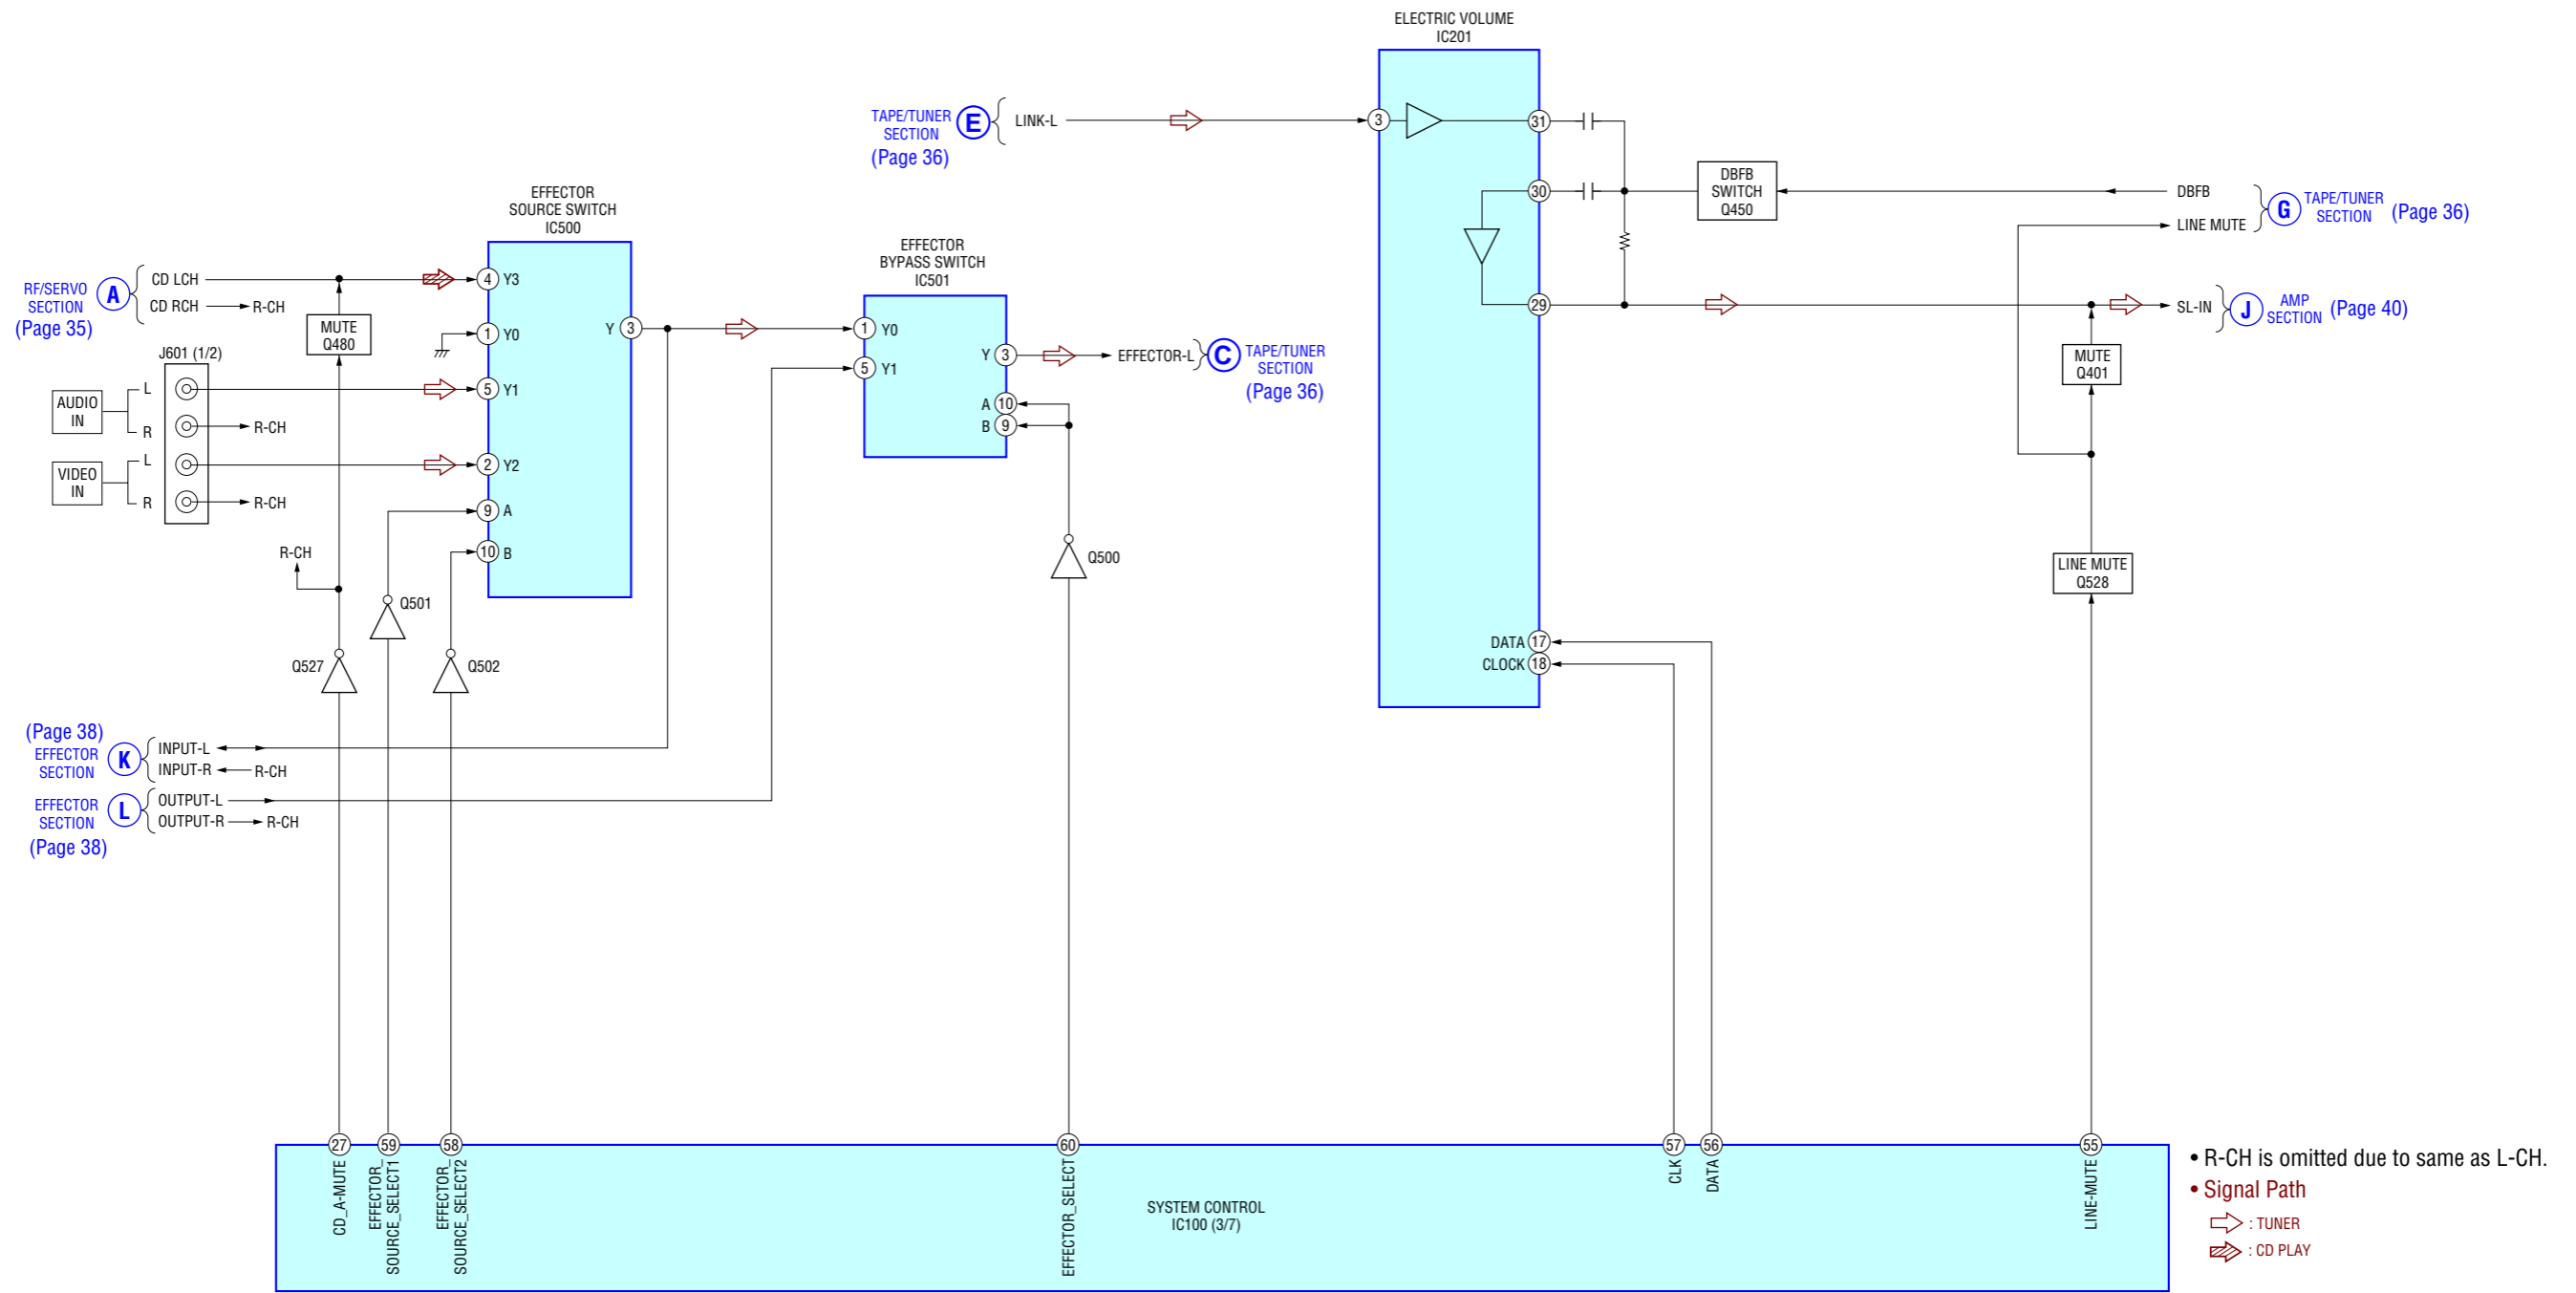 ELECTRIC VOLUME
IC201
TAPE/TUNER
SECTION
(Page 36)
E
LINK-L
3
31
30
29
DBFB
SWITCH
Q450
DBFB
LINE MUTE
G
TAPE/TUNER
SECTION
(Page 36)
EFFECTOR
SOURCE SWITCH
IC500
EFFECTOR
BYPASS SWITCH
IC501
RF/SERVO
SECTION
(Page 35)
A
CD LCH
CD RCH
R-CH
MUTE
Q480
4 Y3
1 Y0
5 Y1
2 Y2
9 A
10 B
Y 3
J601 (1/2)
AUDIO
IN
L
R
R-CH
VIDEO
IN
L
R
R-CH
1 Y0
5 Y1
Y 3
A 10
B 9
EFFECTOR-L
C
TAPE/TUNER
SECTION
(Page 36)
SL-IN
J
AMP
SECTION
(Page 40)
MUTE
Q401
LINE MUTE
Q528
R-CH
Q527
Q501
Q502
Q500
DATA 17
CLOCK 18
(Page 38)
EFFECTOR
SECTION
K
INPUT-L
INPUT-R
R-CH
EFFECTOR
SECTION
(Page 38)
L
OUTPUT-L
OUTPUT-R
R-CH
27
59
58
60
57
56
55
CD_A-MUTE
EFFECTOR_
SOURCE_SELECT1
EFFECTOR_
SOURCE_SELECT2
EFFECTOR_SELECT
CLK
DATA
LINE-MUTE
SYSTEM CONTROL
IC100 (3/7)
• R-CH is omitted due to same as L-CH.
• Signal Path
: TUNER
: CD PLAY